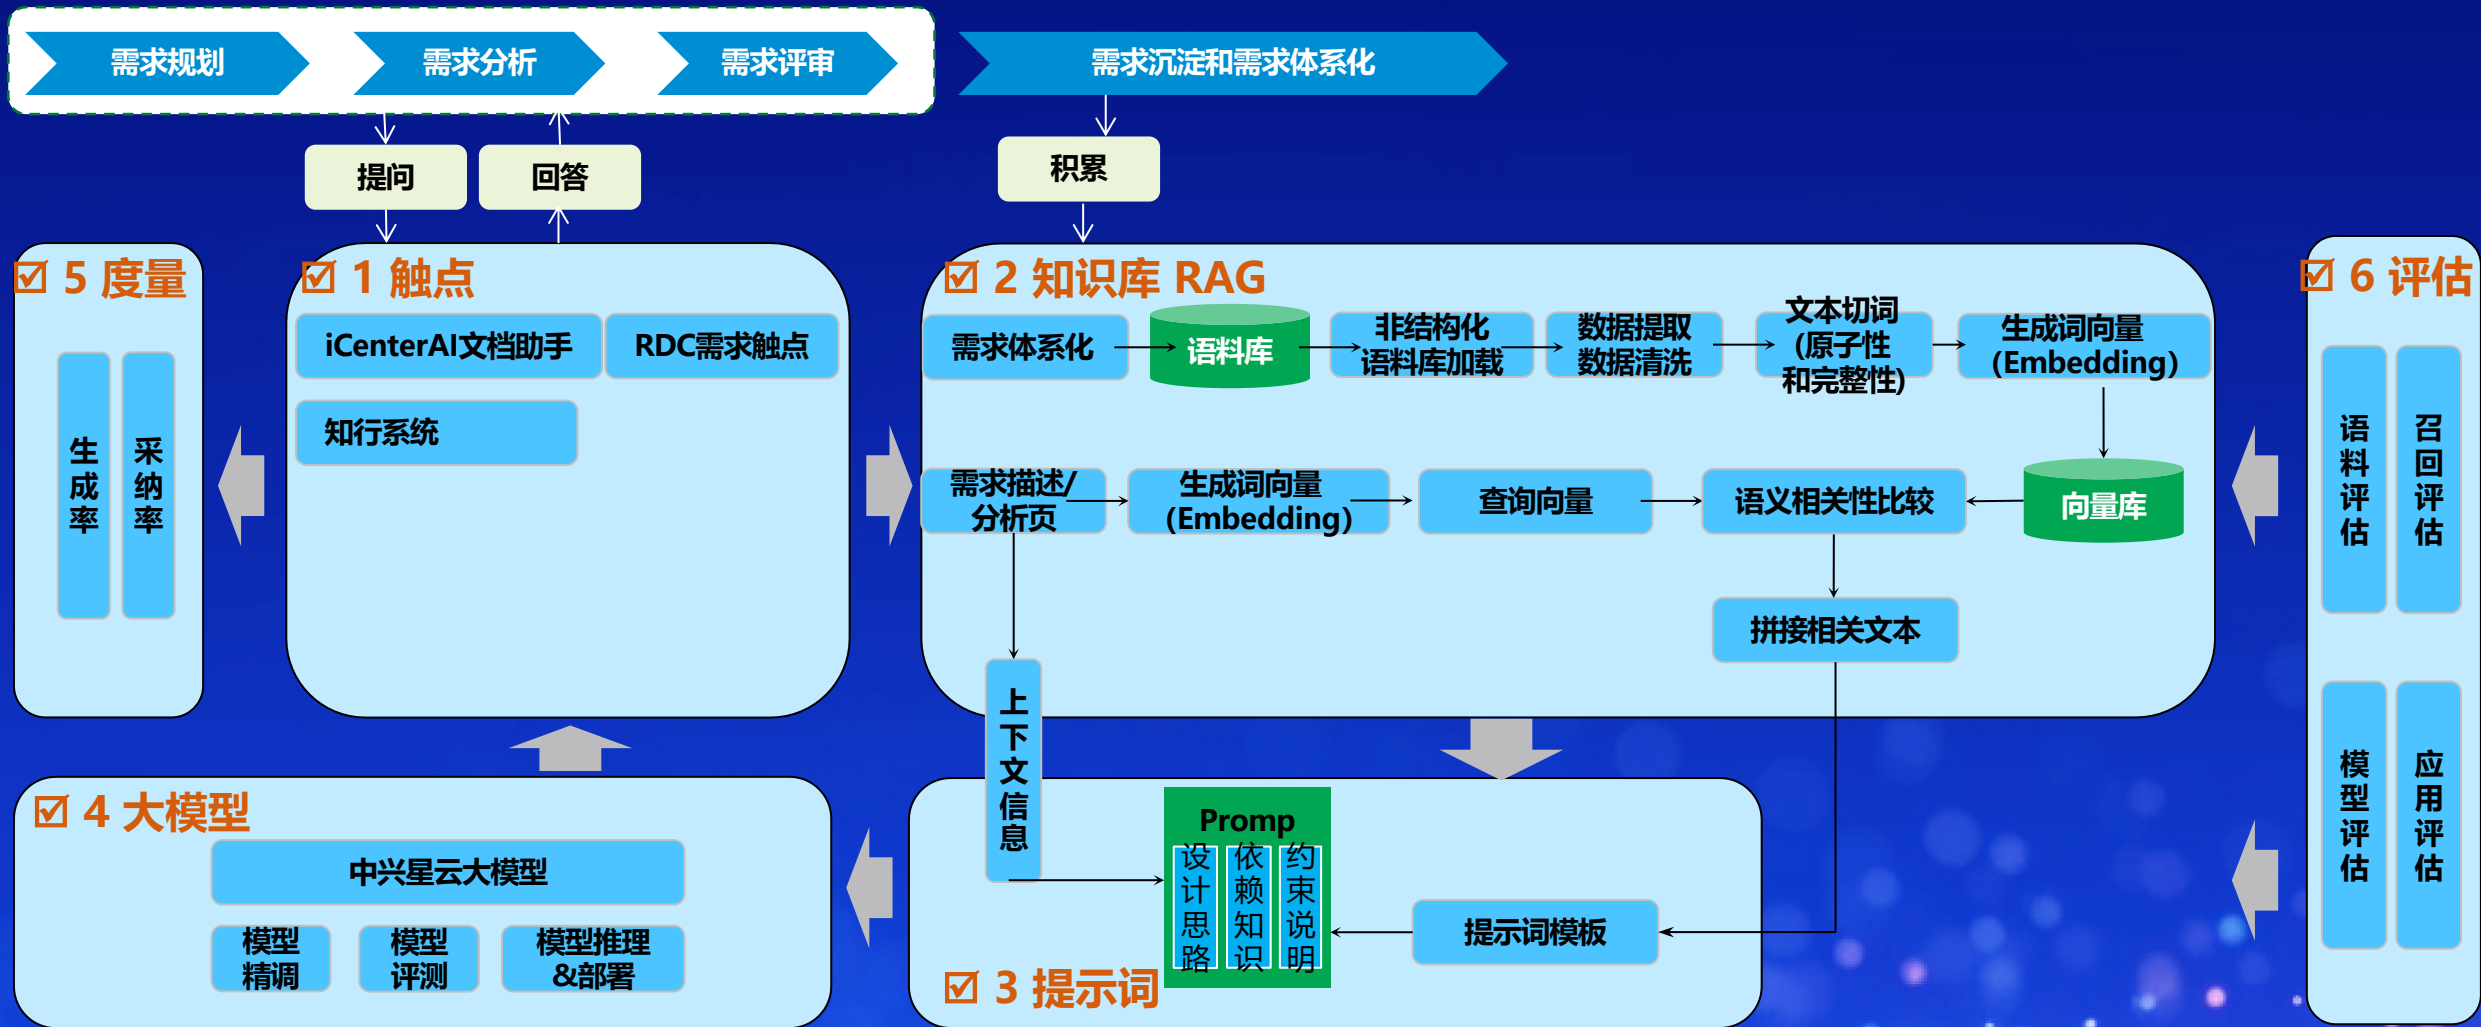 需求规划
需求分析
需求评审
需求沉淀和需求体系化
提问
回答
积累
5 度量
生成率
采纳率
1 触点
iCenterAI文档助手
RDC需求触点
知行系统
2 知识库 RAG
需求体系化
语料库
非结构化
语料库加载
数据提取
数据清洗
文本切词
(原子性
和完整性)
生成词向量
(Embedding)
需求描述/
分析页
生成词向量
(Embedding)
查询向量
语义相关性比较
向量库
拼接相关文本
上下文信息
6 评估
语料评估
召回评估
模型评估
应用评估
4 大模型
中兴星云大模型
模型
精调
模型
评测
模型推理
&部署
Promp
设计思路
依赖知识
约束说明
提示词模板
3 提示词